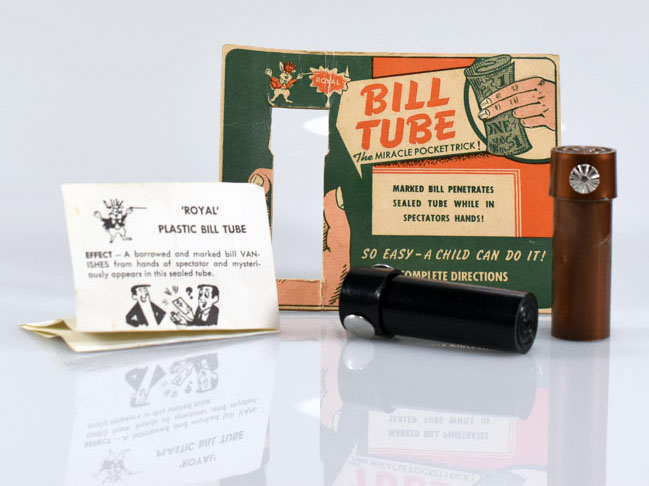 ROYAL
BILL
TUBE
The MIRACLE POCKET TRICK!
ONE
$1
MARKED BILL PENETRATES
SEALED TUBE WHILE IN
SPECTATORS HANDS!
SO EASY-A CHILD CAN DO IT!
COMPLETE DIRECTIONS
'ROYAL'
PLASTIC BILL TUBE
EFFECT - A borrowed and marked bill VAN-
ISHES from hands of spectator and mysteri-
ously appears in this sealed tube.